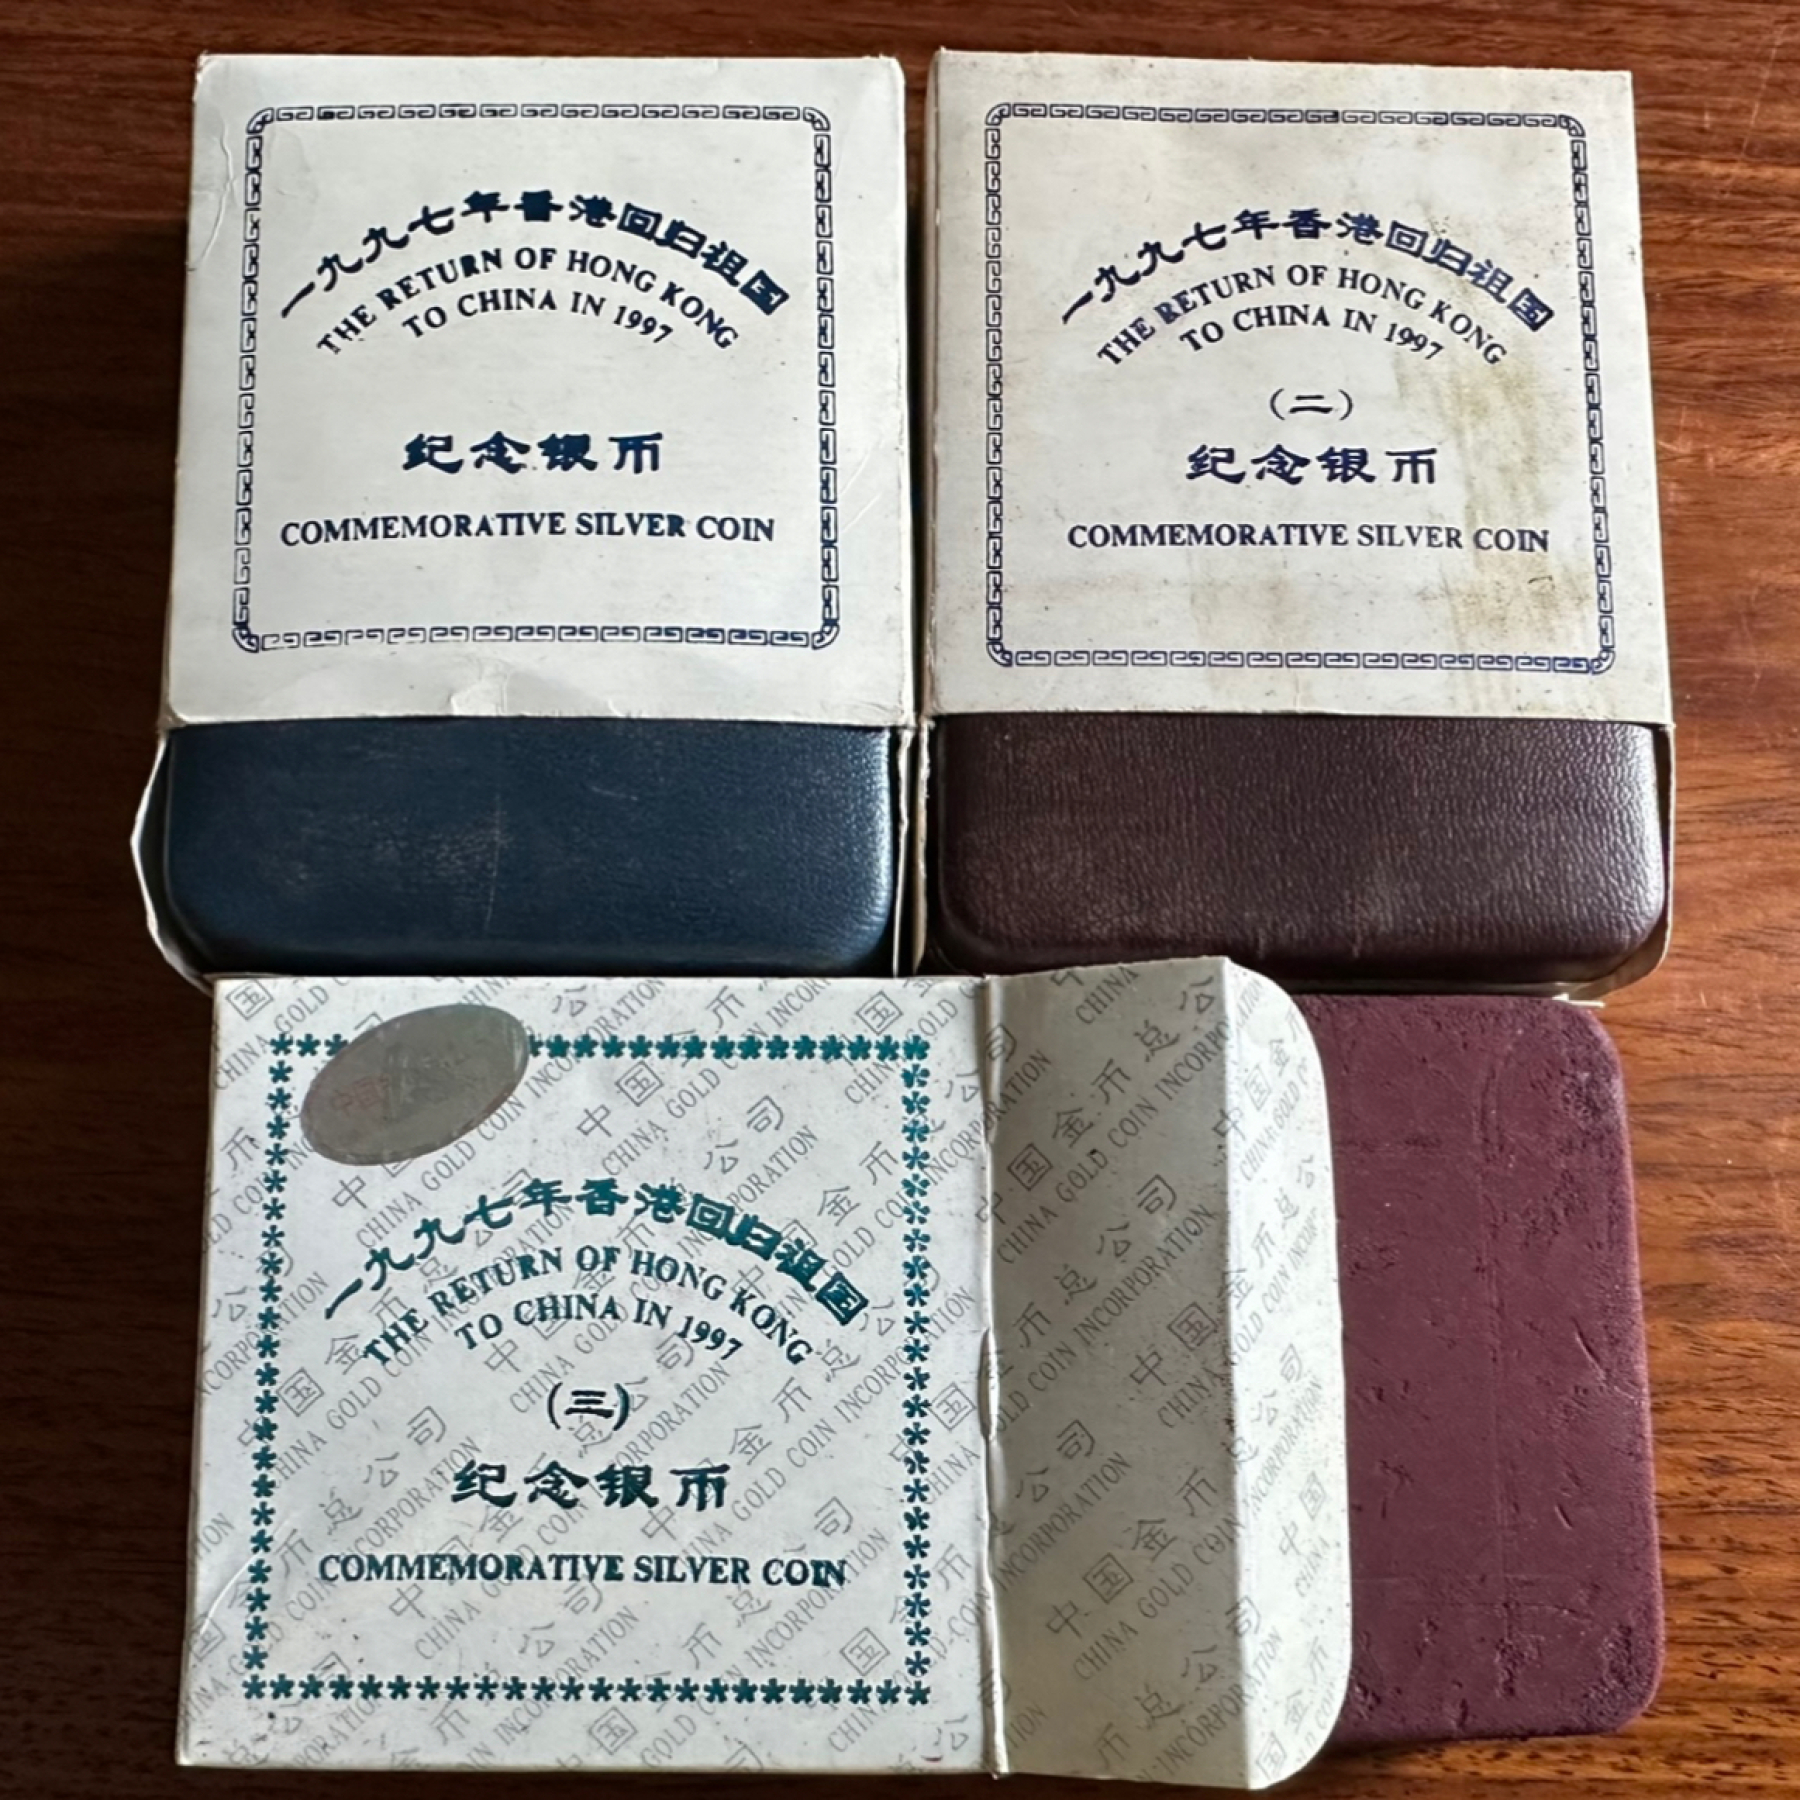 一九九七年香港回归祖国
THE RETURN OF HONG KONG
TO CHINA IN 1997
纪念银币
COMMEMORATIVE SILVER COIN
一九九七年香港回归祖国
THE RETURN OF HONG KONG
TO CHINA IN 1997
(二)
纪念银币
COMMEMORATIVE SILVER COIN
一九九七年香港回归祖国
THE RETURN OF HONG KONG
TO CHINA IN 1997
(三)
纪念银币
COMMEMORATIVE SILVER COIN
中国金币总公司
CHINA GOLD COIN INCORPORATION